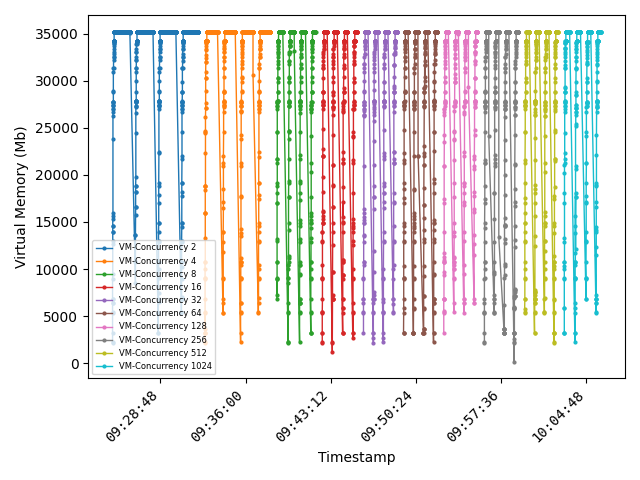 35000
30000
25000
20000
15000
10000
5000
0
Virtual Memory (Mb)
VM-Concurrency 2
VM-Concurrency 4
VM-Concurrency 8
VM-Concurrency 16
VM-Concurrency 32
VM-Concurrency 64
VM-Concurrency 128
VM-Concurrency 256
VM-Concurrency 512
VM-Concurrency 1024
09:28:48
09:36:00
09:43:12
09:50:24
09:57:36
10:04:48
Timestamp